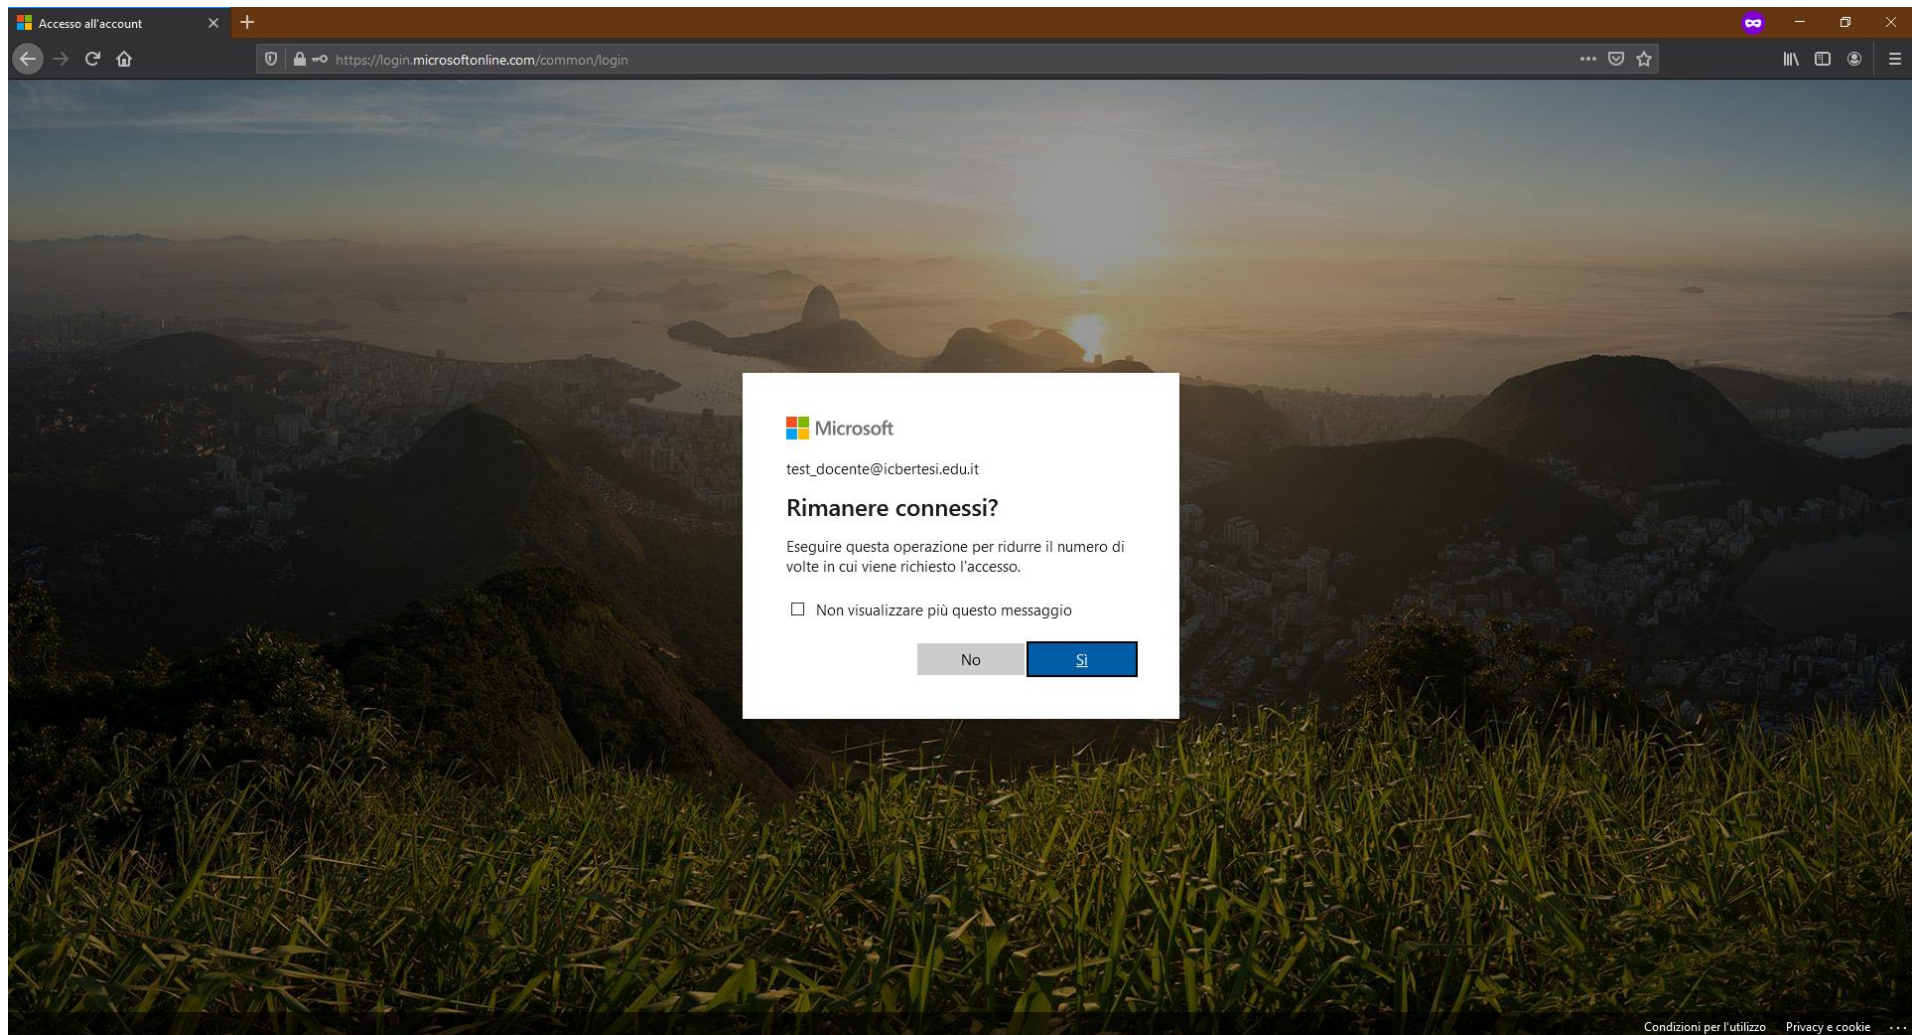 Accesso all'account
https://login.microsoftonline.com/common/login
Microsoft
test_docente@icbertesi.edu.it
Rimanere connessi?
Eseguire questa operazione per ridurre il numero di
volte in cui viene richiesto l'accesso.
Non visualizzare più questo messaggio
No
Sì
Condizioni per l'utilizzo
Privacy e cookie